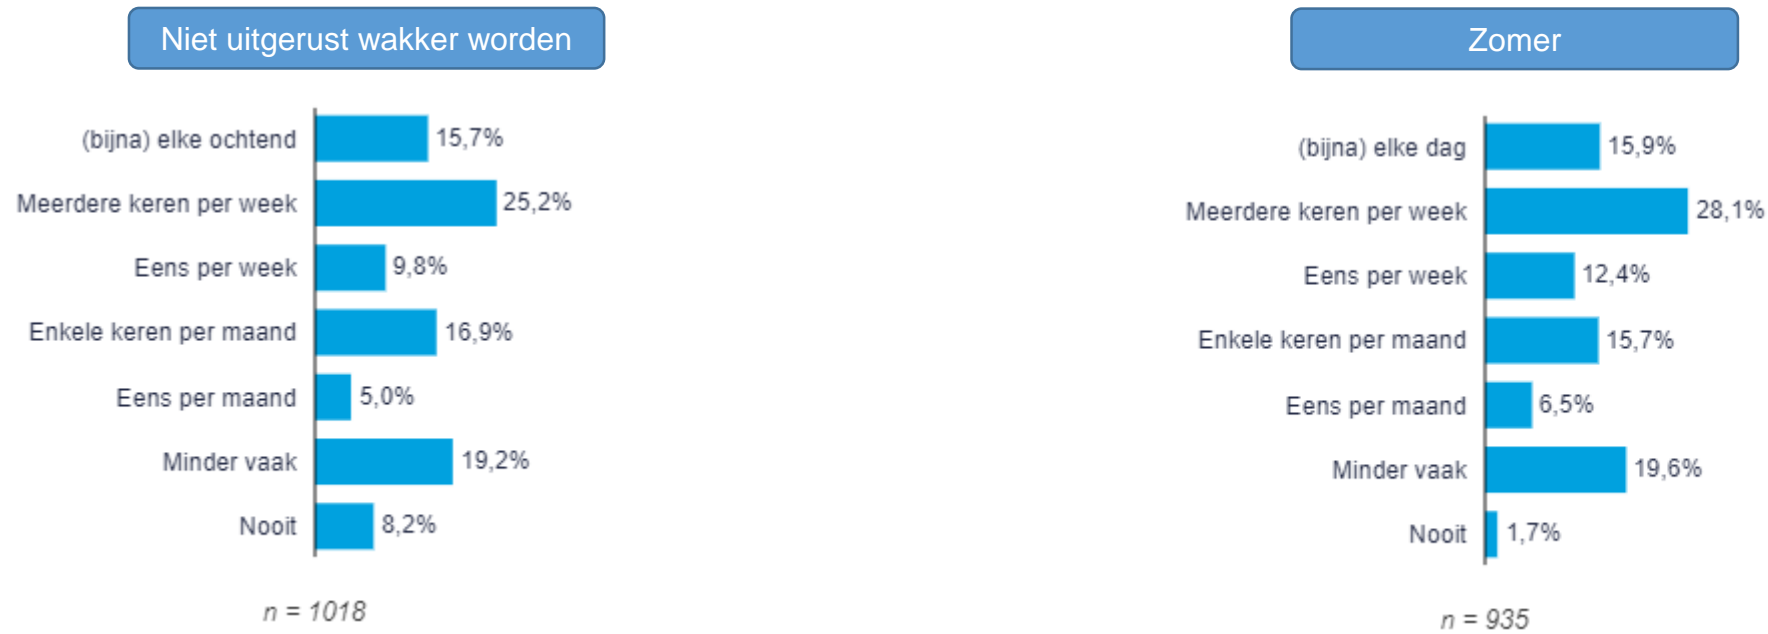 Niet uitgerust wakker worden
(bijna) elke ochtend 15,7%
Meerdere keren per week 25,2%
Eens per week 9,8%
Enkele keren per maand 16,9%
Eens per maand 5,0%
Minder vaak 19,2%
Nooit 8,2%
n = 1018
Zomer
(bijna) elke dag 15,9%
Meerdere keren per week 28,1%
Eens per week 12,4%
Enkele keren per maand 15,7%
Eens per maand 6,5%
Minder vaak 19,6%
Nooit 1,7%
n = 935